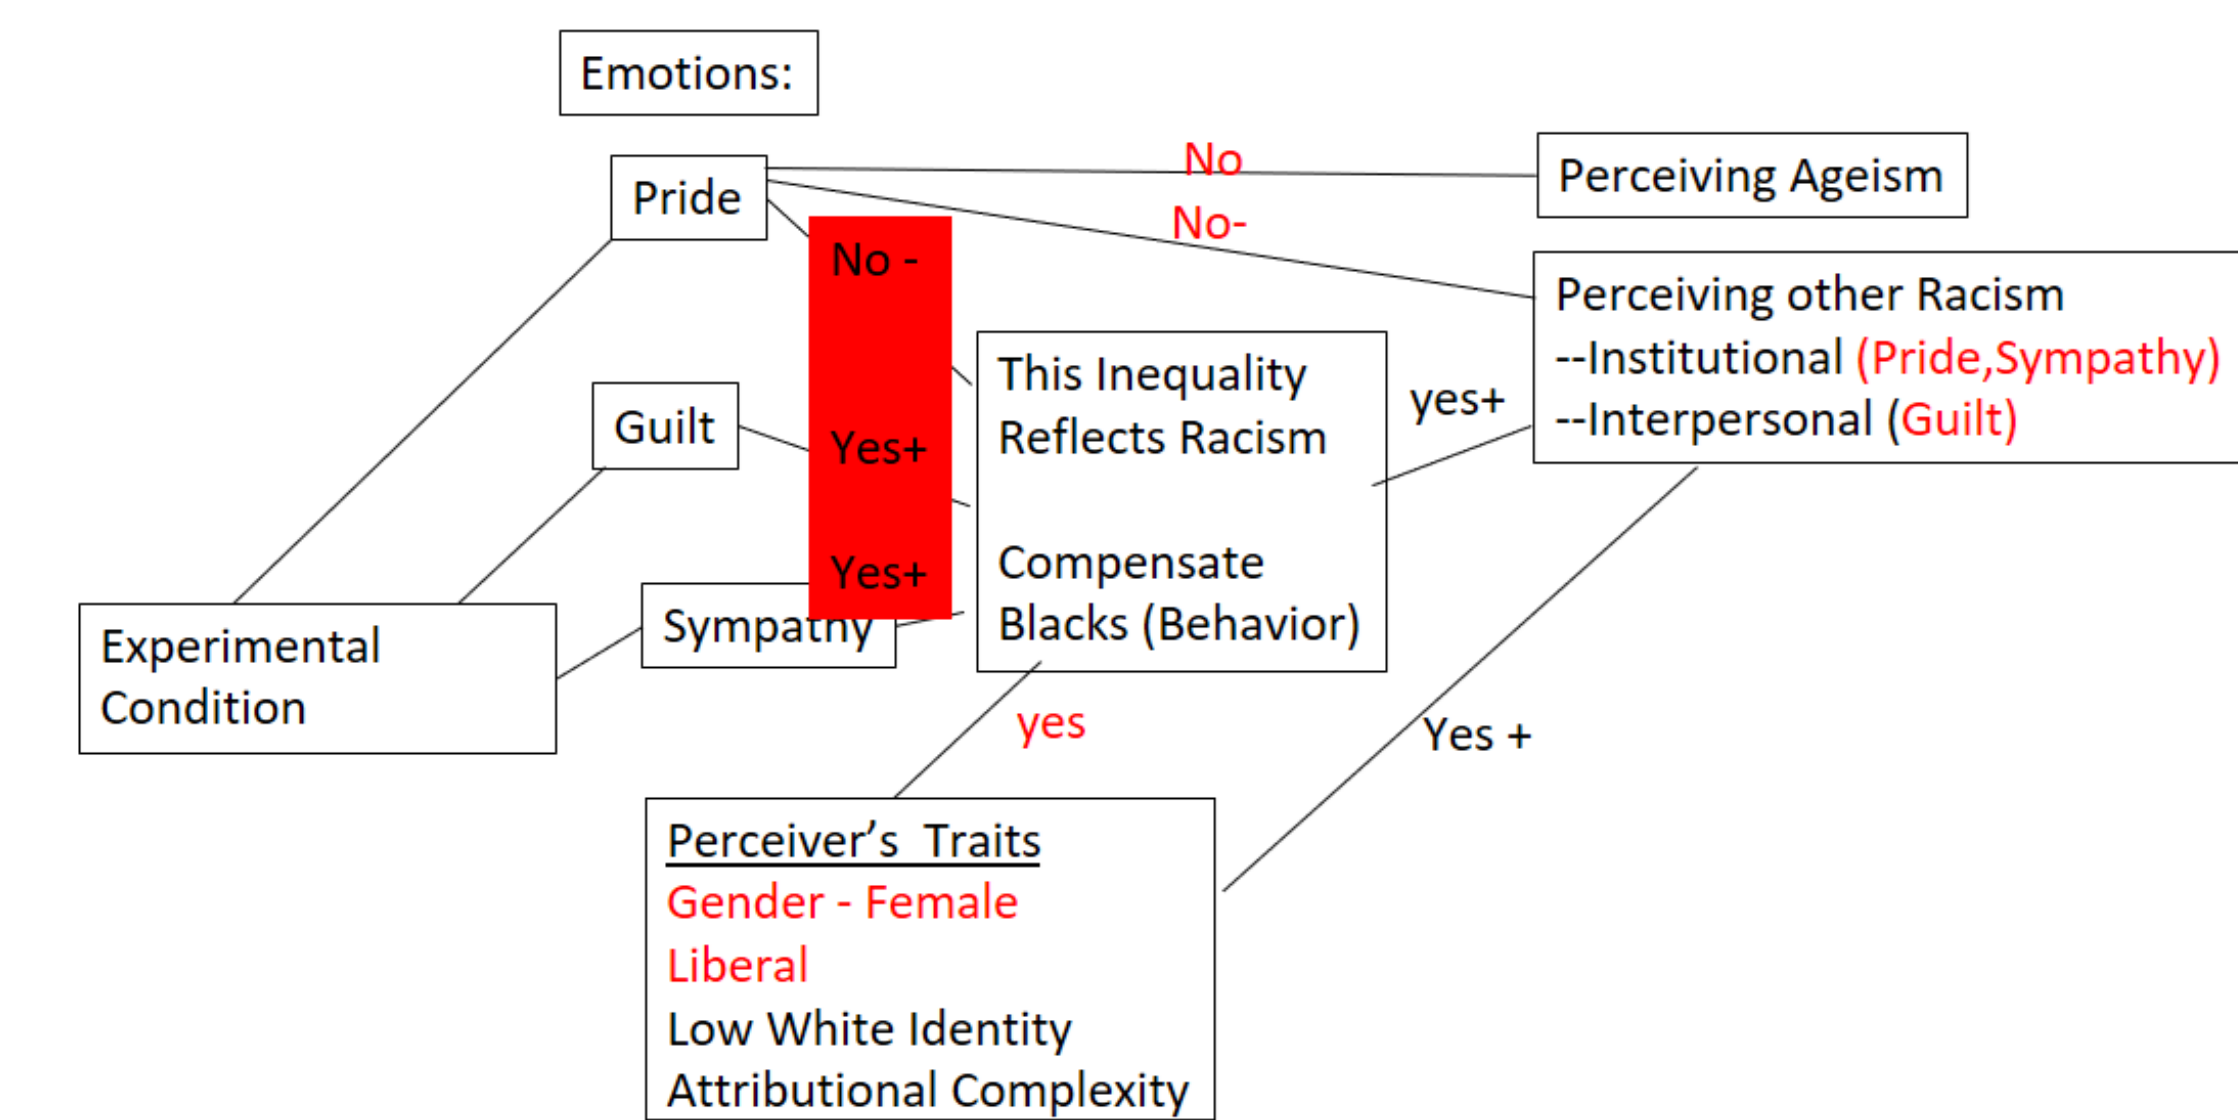 Emotions:
Pride
No
Perceiving Ageism
No-
No -
Perceiving other Racism
--Institutional (Pride,Sympathy)
--Interpersonal (Guilt)
Guilt
Yes+
This Inequality
Reflects Racism
yes+
Compensate
Blacks (Behavior)
Yes+
Sympathy
Experimental
Condition
yes
Yes +
Perceiver’s  Traits
Gender - Female
Liberal
Low White Identity
Attributional Complexity